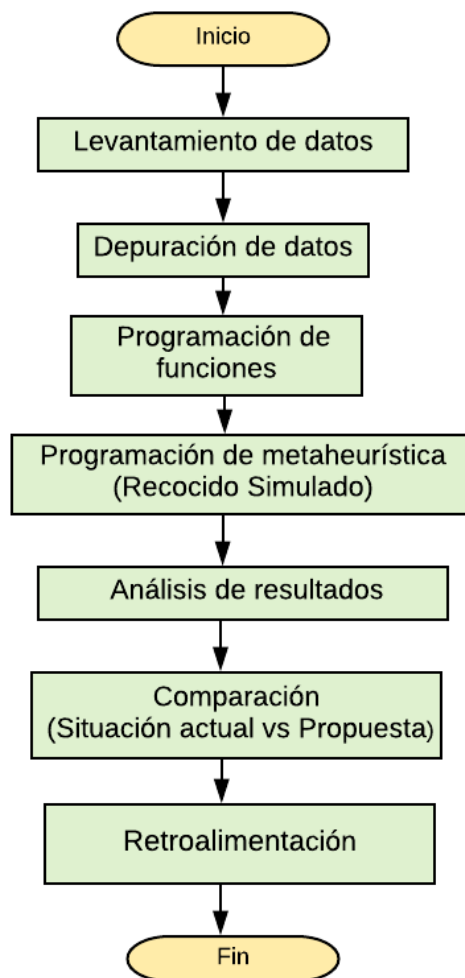 Inicio
Levantamiento de datos
Depuración de datos
Programación de
funciones
Programación de metaheurística
(Recocido Simulado)
Análisis de resultados
Comparación
(Situación actual vs Propuesta)
Retroalimentación
Fin